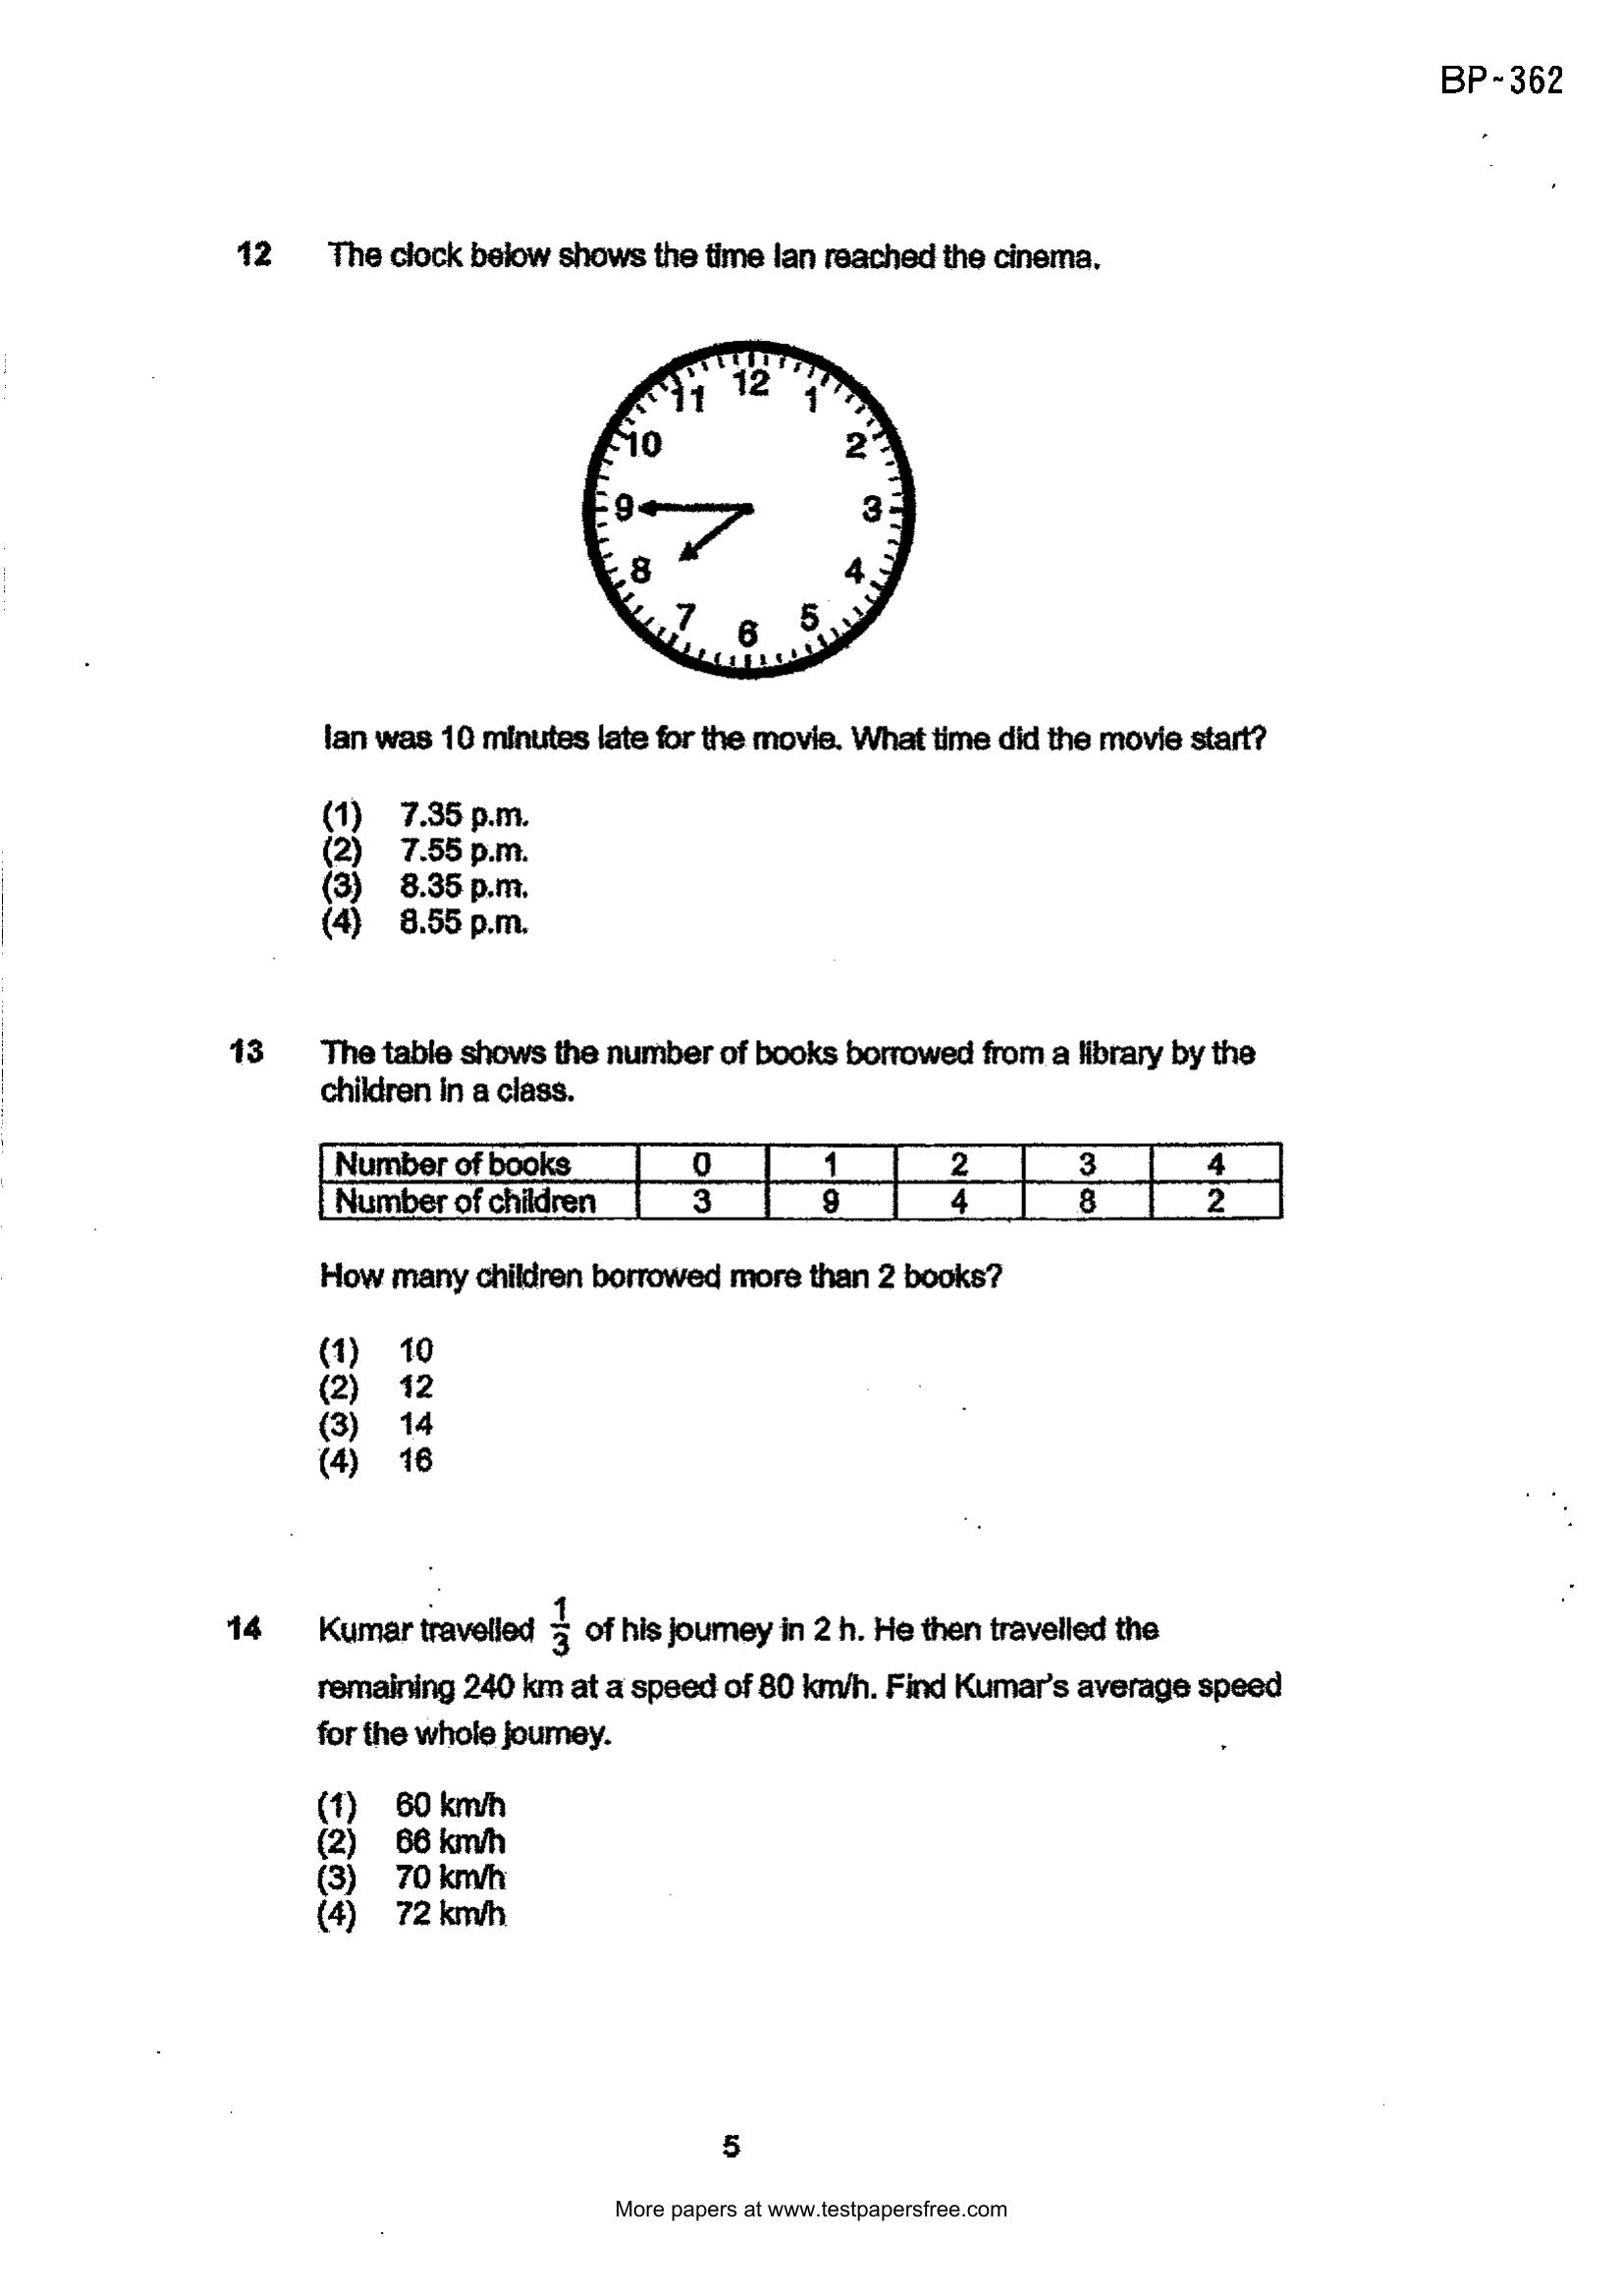 BP-362
12 The clock below shows the time Ian reached the cinema.
12
11 1
10 2
9 3
8 4
7 5
6
Ian was 10 minutes late for the movie. What time did the movie start?
(1) 7.35 p.m.
(2) 7.55 p.m.
(3) 8.35 p.m.
(4) 8.55 p.m.
13 The table shows the number of books borrowed from a library by the
children in a class.
Number of books 0 1 2 3 4
Number of children 3 9 4 8 2
How many children borrowed more than 2 books?
(1) 10
(2) 12
(3) 14
(4) 16
14 Kumar travelled 1/3 of his journey in 2 h. He then travelled the
remaining 240 km at a speed of 80 km/h. Find Kumar's average speed
for the whole journey.
(1) 60 km/h
(2) 66 km/h
(3) 70 km/h
(4) 72 km/h
5
More papers at www.testpapersfree.com